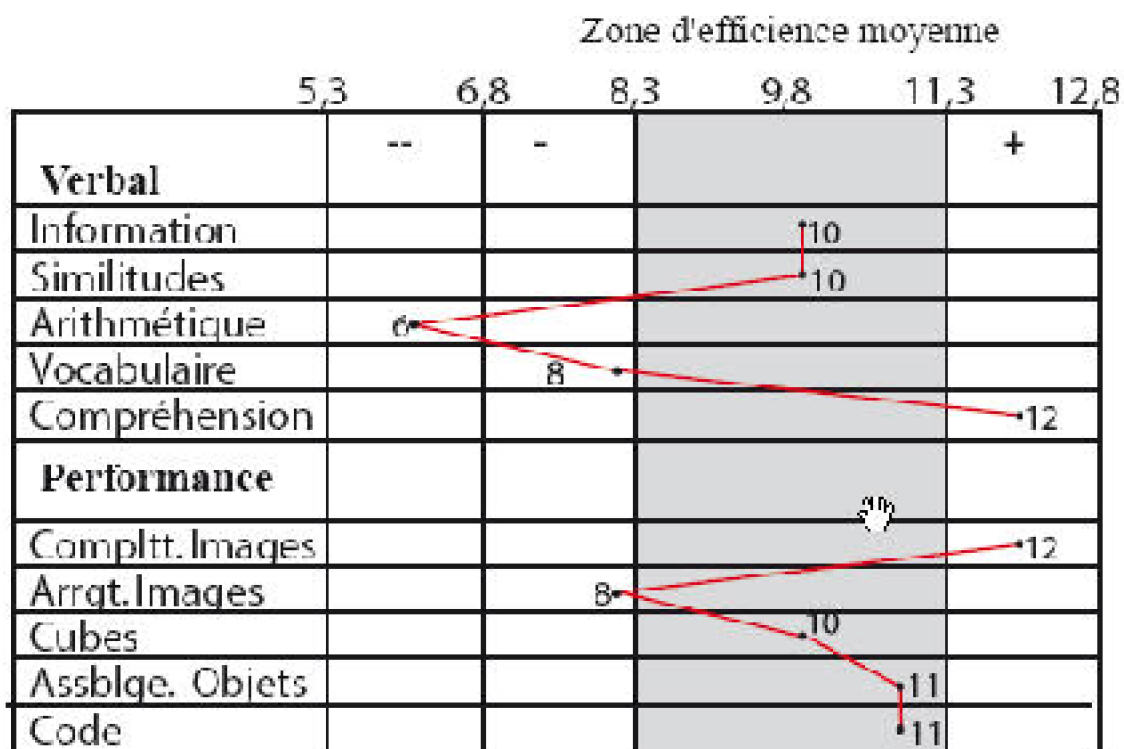 Zone d'efficience moyenne
5,3 6,8 8,3 9,8 11,3 12,8
-- - +
Verbal
Information 10
Similitudes 10
Arithmétique 6
Vocabulaire 8
Compréhension 12
Performance
Compltt. Images 12
Arrgt. Images 8
Cubes 10
Assblge. Objets 11
Code 11